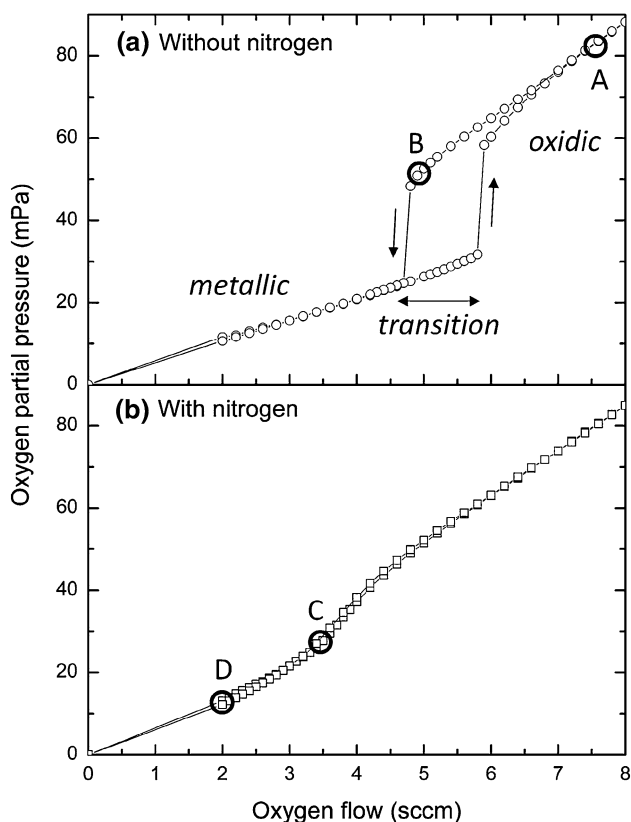 (a) Without nitrogen
A
B
oxidic
metallic
transition
80
60
40
20
0
(b) With nitrogen
C
D
80
60
40
20
0
0 1 2 3 4 5 6 7 8
Oxygen flow (sccm)
Oxygen partial pressure (mPa)